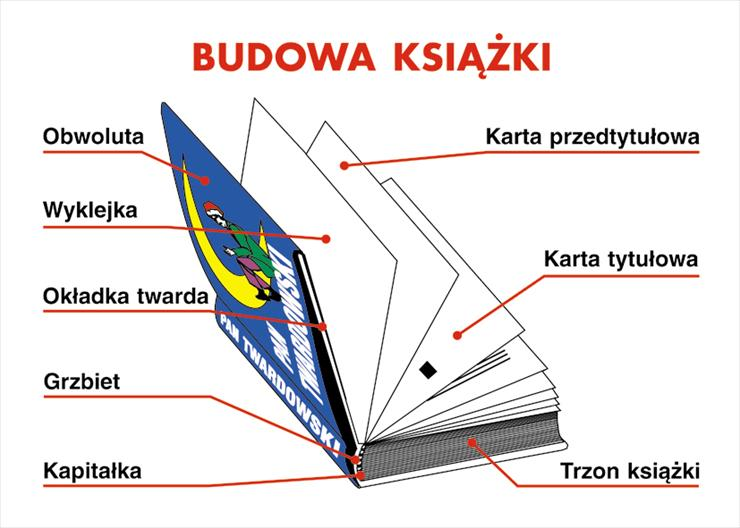 BUDOWA KSIĄŻKI
Obwoluta
Karta przedtytułowa
Wyklejka
Karta tytułowa
Okładka twarda
Grzbiet
Kapitałka
Trzon książki
PAN
TWARDOWSKI
PAN TWARDOWSKI